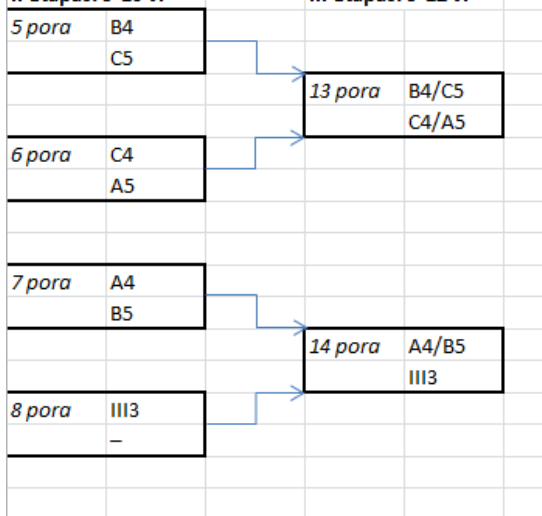 5 pora B4
C5
13 pora B4/C5
C4/A5
6 pora C4
A5
7 pora A4
B5
14 pora A4/B5
III3
8 pora III3
–